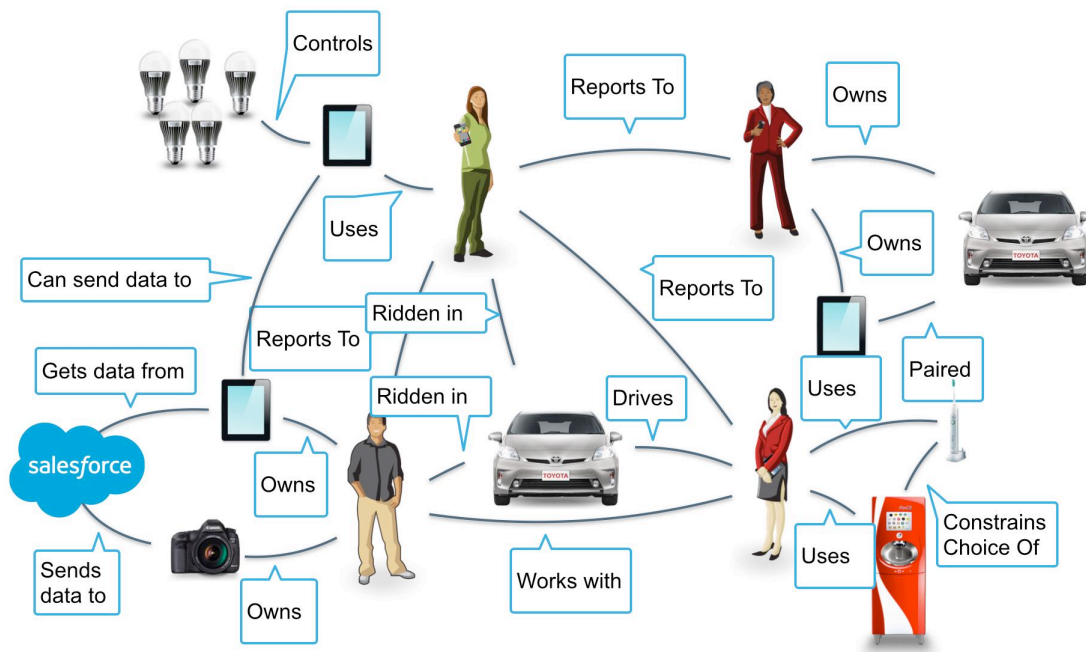 Controls
Reports To
Owns
Uses
Owns
Can send data to
Reports To
Ridden in
Reports To
TOYOTA
Gets data from
Ridden in
Drives
Uses
Paired
salesforce
Owns
TOYOTA
Sends
data to
Owns
Works with
Uses
Constrains
Choice Of